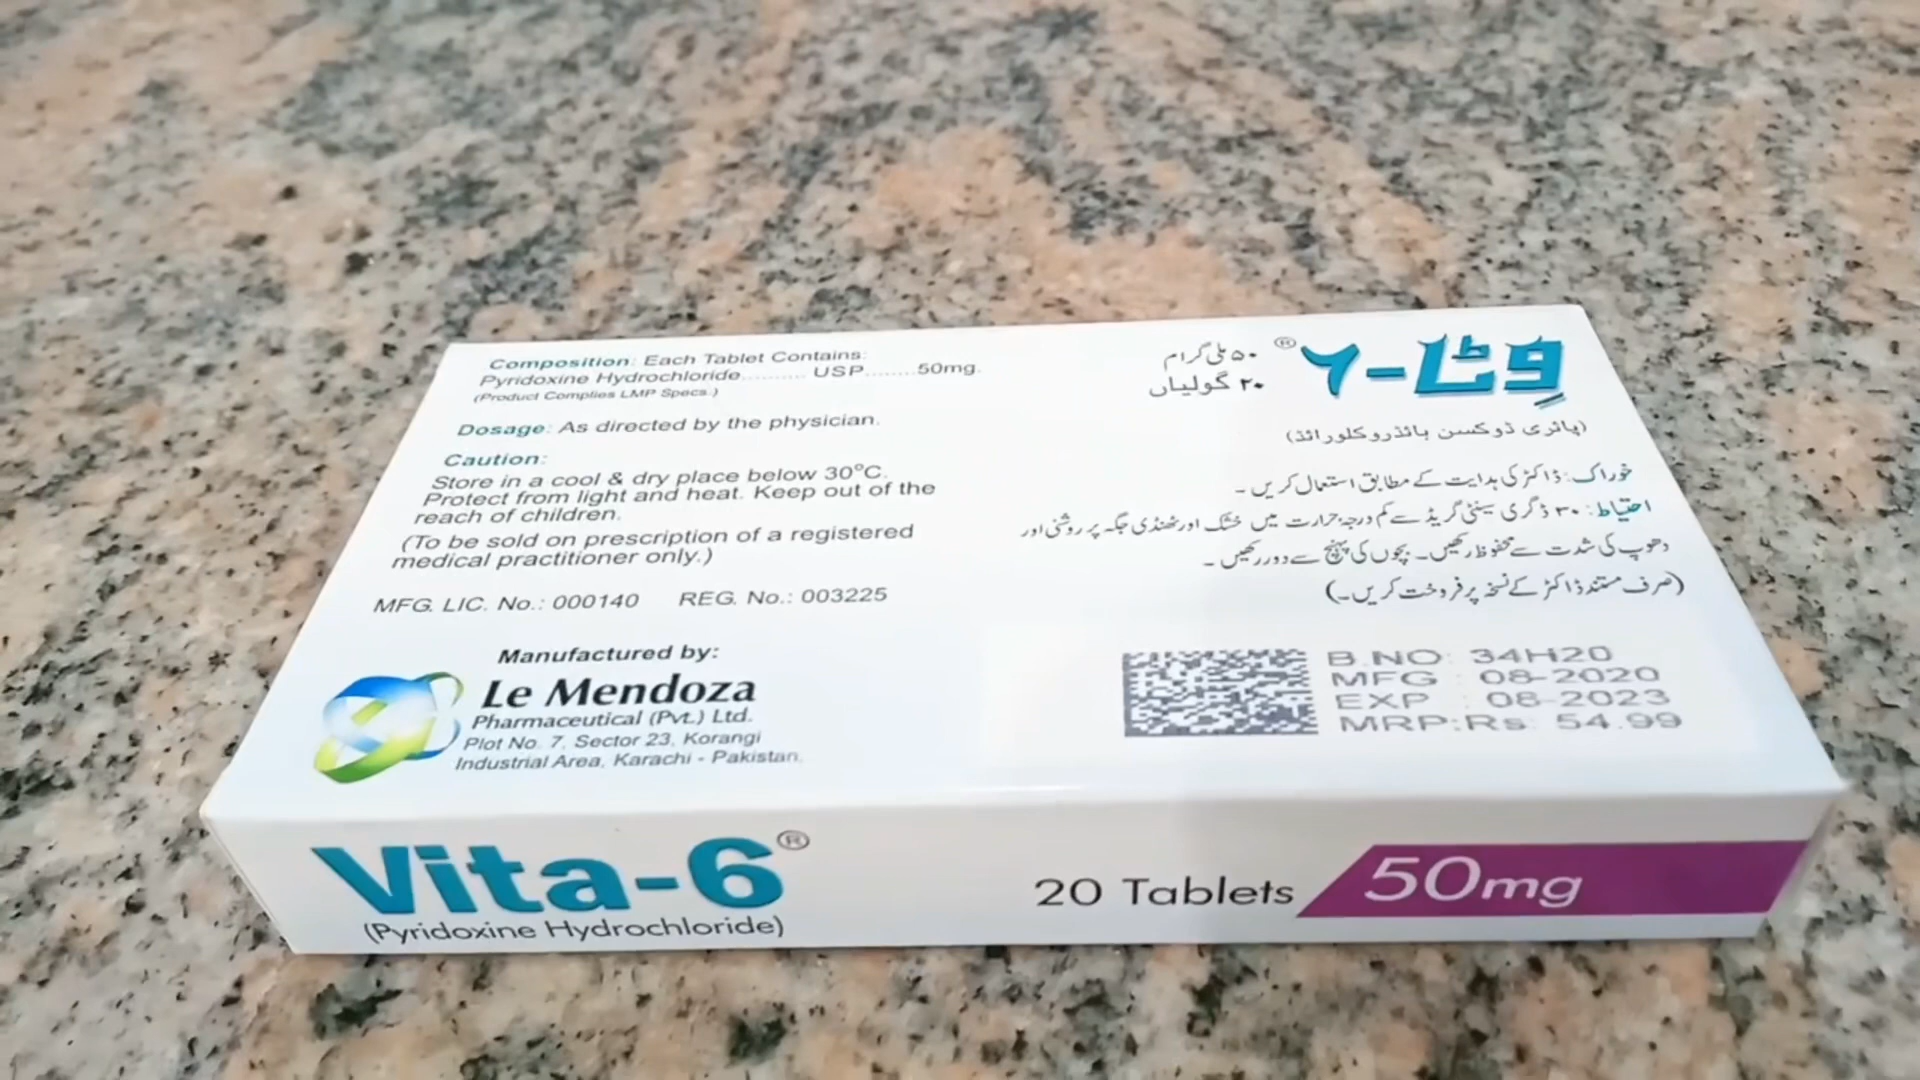 Composition: Each Tablet Contains:
Pyridoxine Hydrochloride.......... USP........50mg.
(Product Complies LMP Specs.)
Dosage: As directed by the physician.
Caution:
Store in a cool & dry place below 30°C.
Protect from light and heat. Keep out of the
reach of children.
(To be sold on prescription of a registered
medical practitioner only.)
MFG. LIC. No.: 000140 REG. No.: 003225
Manufactured by:
Le Mendoza
Pharmaceutical (Pvt.) Ltd.
Plot No. 7, Sector 23, Korangi
Industrial Area, Karachi - Pakistan.
وِٹا-۶®
۵۰ ملی گرام
۲۰ گولیاں
(پائری ڈوکسن ہائڈروکلورائڈ)
خوراک: ڈاکٹر کی ہدایت کے مطابق استعمال کریں۔
احتیاط: ۳۰ ڈگری سینٹی گریڈ سے کم درجہ حرارت میں خشک اور ٹھنڈی جگہ پر روشنی اور
دھوپ کی شدت سے محفوظ رکھیں۔ بچوں کی پہنچ سے دور رکھیں۔
(صرف مستند ڈاکٹر کے نسخہ پر فروخت کریں۔)
B.NO: 34H20
MFG : 08-2020
EXP : 08-2023
MRP:Rs: 54.99
Vita-6®
(Pyridoxine Hydrochloride)
20 Tablets 50mg